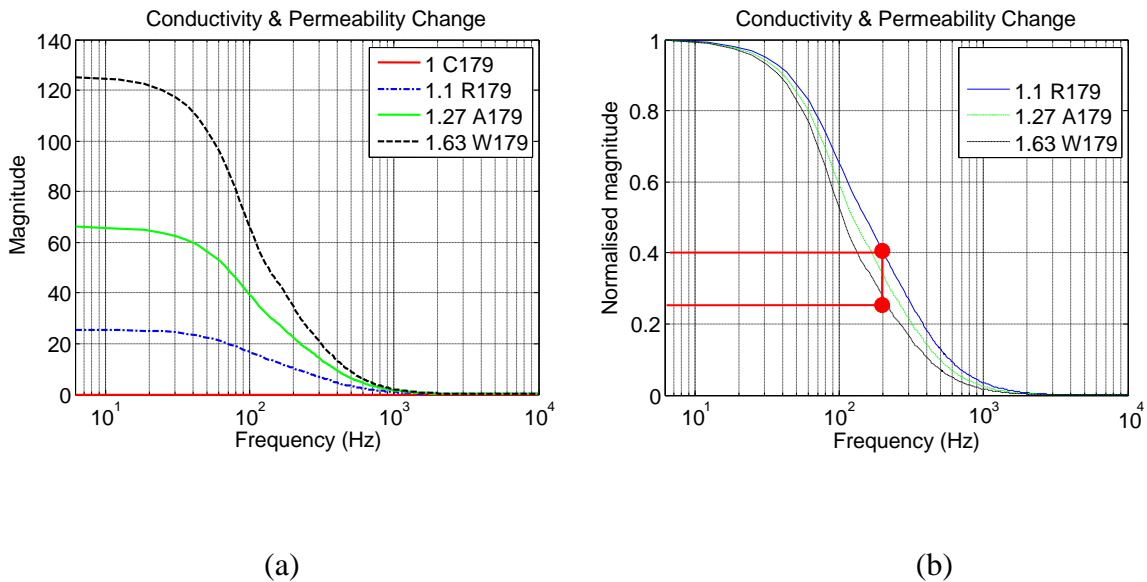 Conductivity & Permeability Change
140
120
100
80
60
40
20
0
Magnitude
10^1
10^2
10^3
10^4
Frequency (Hz)
1 C179
1.1 R179
1.27 A179
1.63 W179
(a)
Conductivity & Permeability Change
1
0.8
0.6
0.4
0.2
0
Normalised magnitude
10^1
10^2
10^3
10^4
Frequency (Hz)
1.1 R179
1.27 A179
1.63 W179
(b)